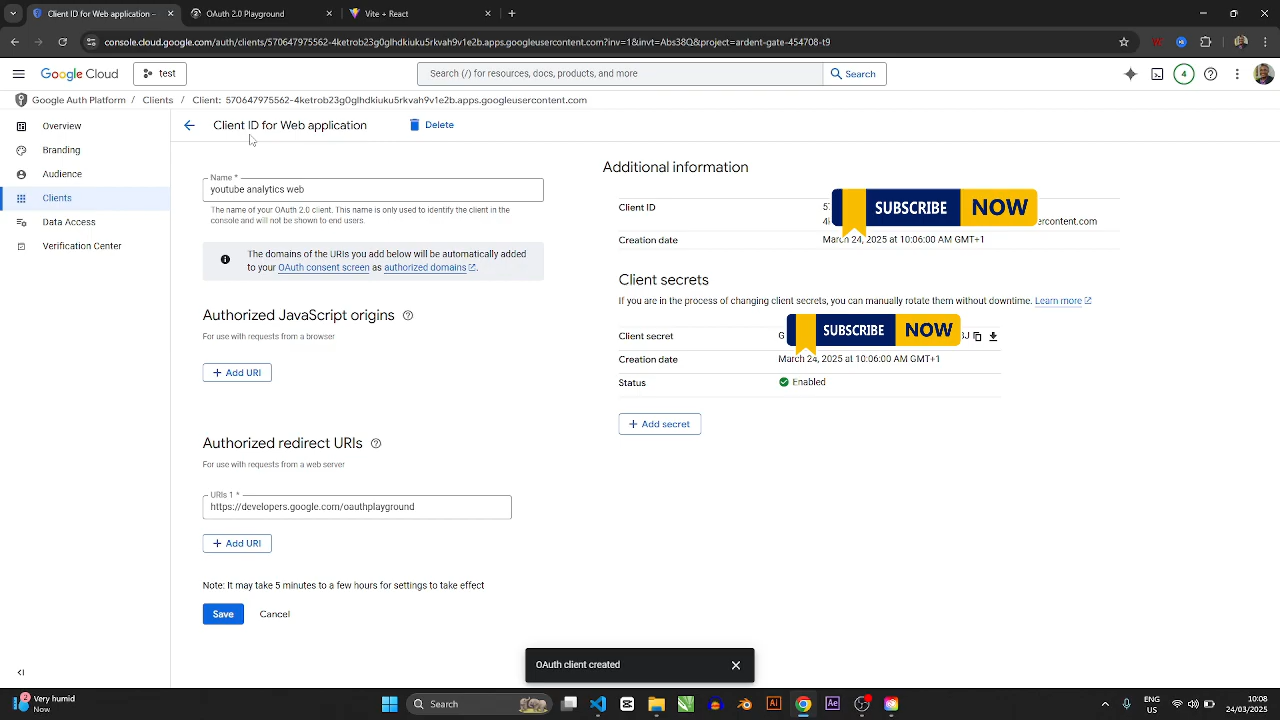 Client ID for Web application -
OAuth 2.0 Playground
Vite + React
console.cloud.google.com/auth/clients/570647975562-4ketrob23g0glhdkiuku5rkvah9v1e2b.apps.googleusercontent.com?inv=1&invt=Abs38Q&project=ardent-gate-454708-t9
Google Cloud
test
Search (/) for resources, docs, products, and more
Search
4
Google Auth Platform / Clients / Client: 570647975562-4ketrob23g0glhdkiuku5rkvah9v1e2b.apps.googleusercontent.com
Overview
Branding
Audience
Clients
Data Access
Verification Center
Client ID for Web application
Delete
Name *
youtube analytics web
The name of your OAuth 2.0 client. This name is only used to identify the client in the
console and will not be shown to end users.
The domains of the URIs you add below will be automatically added
to your OAuth consent screen as authorized domains.
Authorized JavaScript origins
For use with requests from a browser
+ Add URI
Authorized redirect URIs
For use with requests from a web server
URIs 1 *
https://developers.google.com/oauthplayground
+ Add URI
Note: It may take 5 minutes to a few hours for settings to take effect
Save
Cancel
Additional information
Client ID
SUBSCRIBE NOW
ercontent.com
Creation date
March 24, 2025 at 10:06:00 AM GMT+1
Client secrets
If you are in the process of changing client secrets, you can manually rotate them without downtime. Learn more
Client secret
G
SUBSCRIBE NOW
Creation date
March 24, 2025 at 10:06:00 AM GMT+1
Status
Enabled
+ Add secret
OAuth client created
2
Very humid
Now
Search
Ai
Ae
ENG
US
10:08
24/03/2025